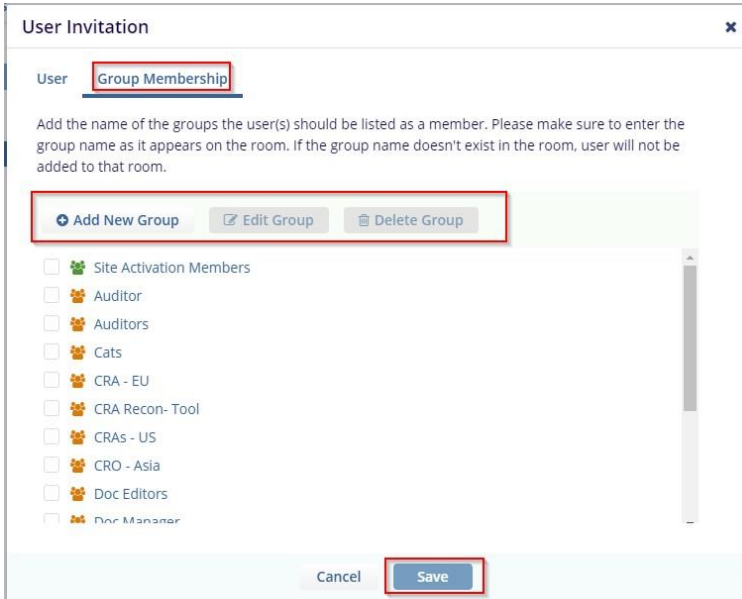 User Invitation
User Group Membership
Add the name of the groups the user(s) should be listed as a member. Please make sure to enter the
group name as it appears on the room. If the group name doesn't exist in the room, user will not be
added to that room.
Add New Group Edit Group Delete Group
Site Activation Members
Auditor
Auditors
Cats
CRA - EU
CRA Recon- Tool
CRAs - US
CRO - Asia
Doc Editors
Doc Manager
Cancel Save